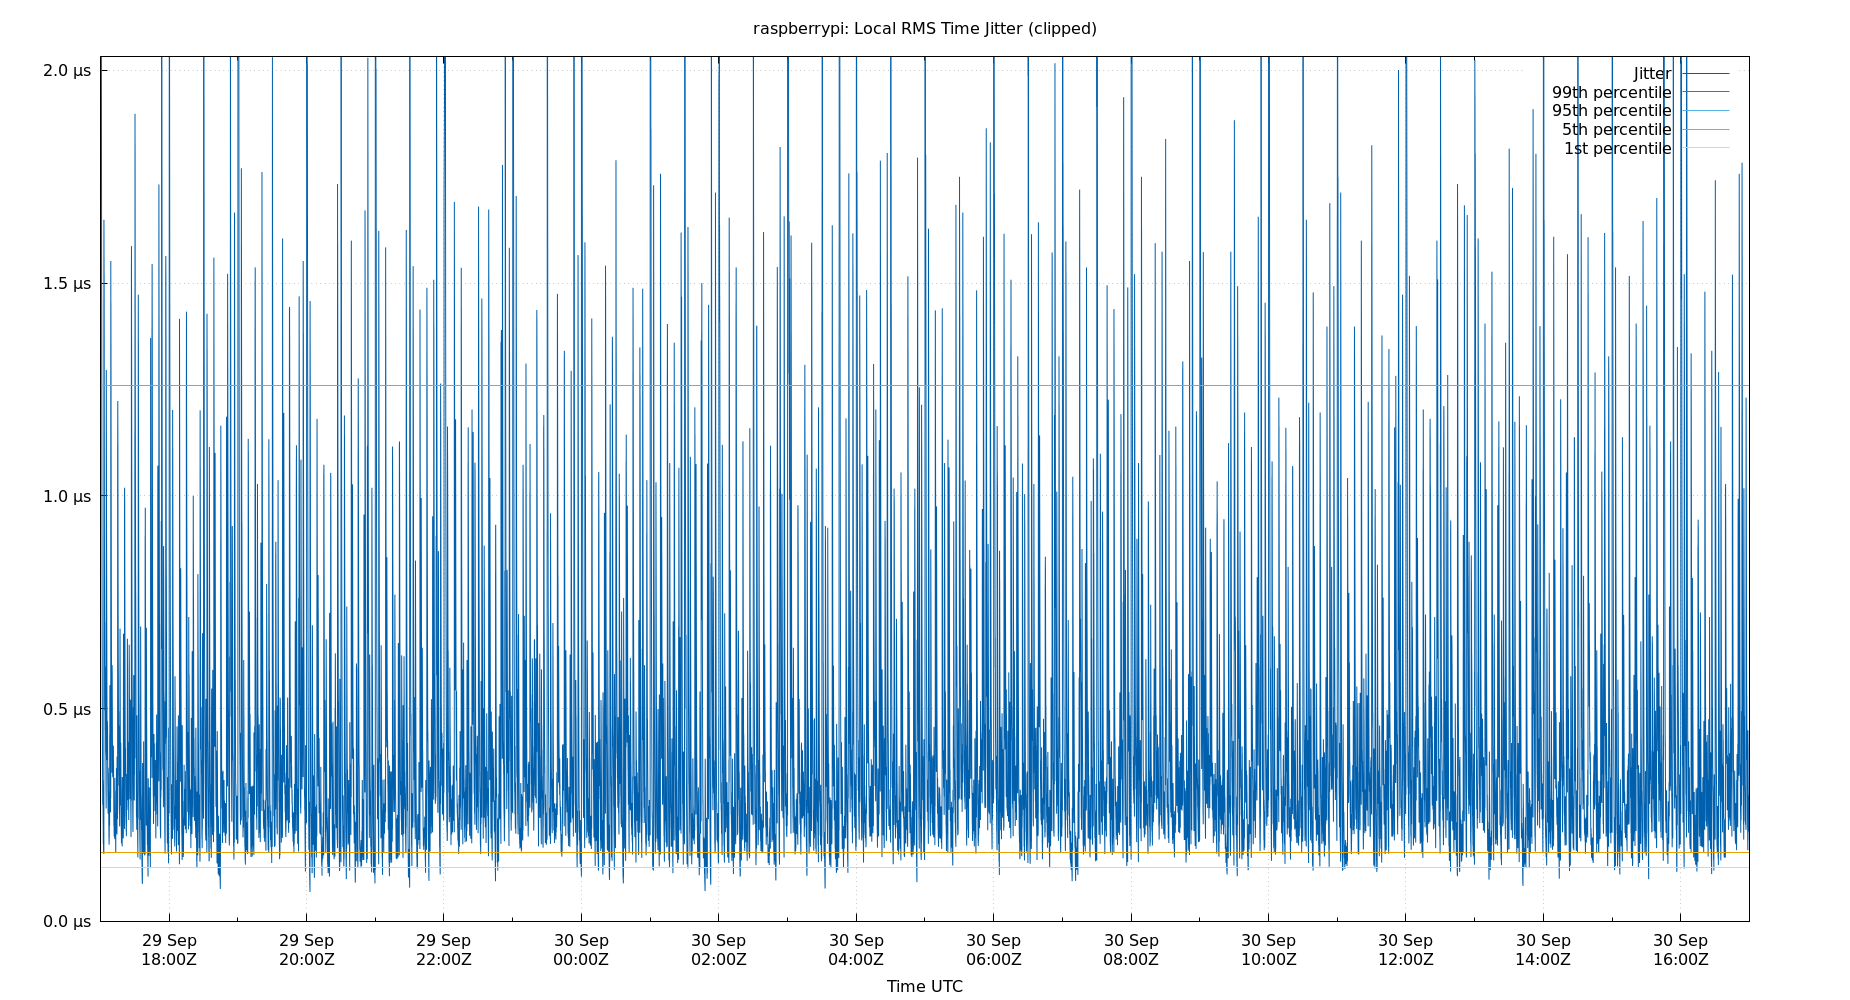 raspberrypi: Local RMS Time Jitter (clipped)
2.0 µs
1.5 µs
1.0 µs
0.5 µs
0.0 µs
Jitter
99th percentile
95th percentile
5th percentile
1st percentile
29 Sep 29 Sep 29 Sep 30 Sep 30 Sep 30 Sep 30 Sep 30 Sep 30 Sep 30 Sep 30 Sep 30 Sep
18:00Z 20:00Z 22:00Z 00:00Z 02:00Z 04:00Z 06:00Z 08:00Z 10:00Z 12:00Z 14:00Z 16:00Z
Time UTC